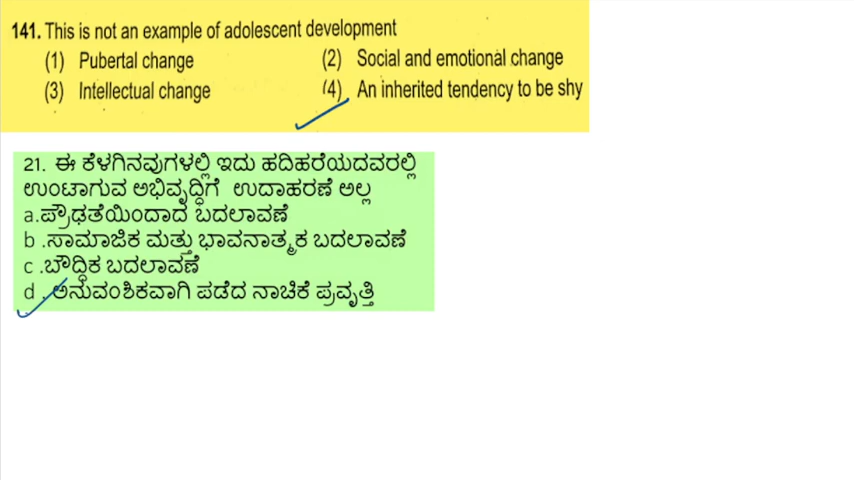 141. This is not an example of adolescent development
(1) Pubertal change (2) Social and emotional change
(3) Intellectual change (4) An inherited tendency to be shy
21. ಈ ಕೆಳಗಿನವುಗಳಲ್ಲಿ ಇದು ಹದಿಹರೆಯದವರಲ್ಲಿ
ಉಂಟಾಗುವ ಅಭಿವೃದ್ಧಿಗೆ ಉದಾಹರಣೆ ಅಲ್ಲ
a.ಪ್ರೌಢತೆಯಿಂದಾದ ಬದಲಾವಣೆ
b .ಸಾಮಾಜಿಕ ಮತ್ತು ಭಾವನಾತ್ಮಕ ಬದಲಾವಣೆ
c .ಬೌದ್ಧಿಕ ಬದಲಾವಣೆ
d . ಅನುವಂಶಿಕವಾಗಿ ಪಡೆದ ನಾಚಿಕೆ ಪ್ರವೃತ್ತಿ